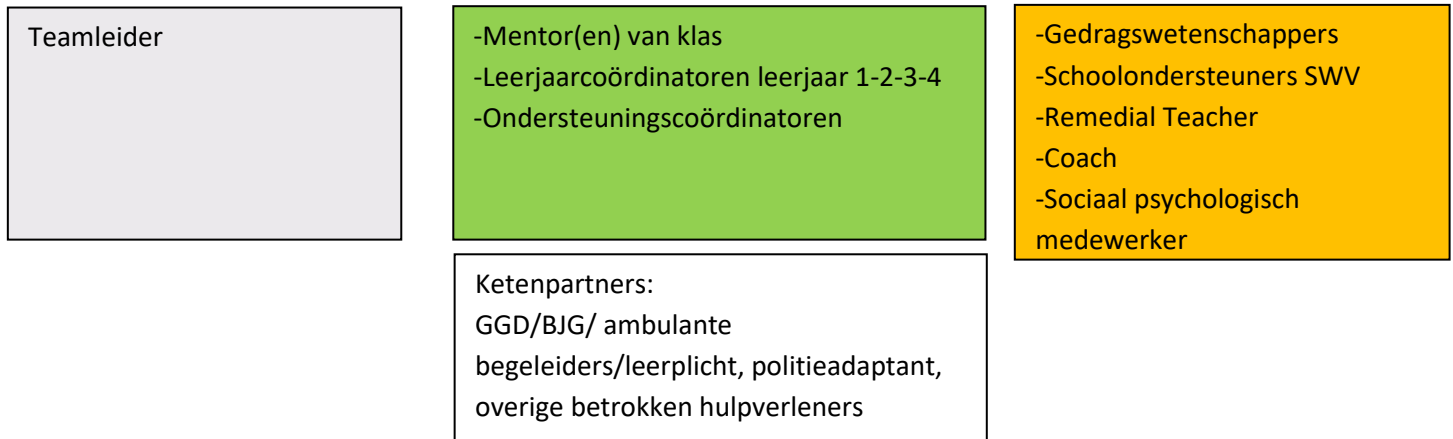 Teamleider
-Mentor(en) van klas
-Leerjaarcoördinatoren leerjaar 1-2-3-4
-Ondersteuningscoördinatoren
-Gedragswetenschappers
-Schoolondersteuners SWV
-Remedial Teacher
-Coach
-Sociaal psychologisch
medewerker
Ketenpartners:
GGD/BJG/ ambulante
begeleiders/leerplicht, politieadaptant,
overige betrokken hulpverleners